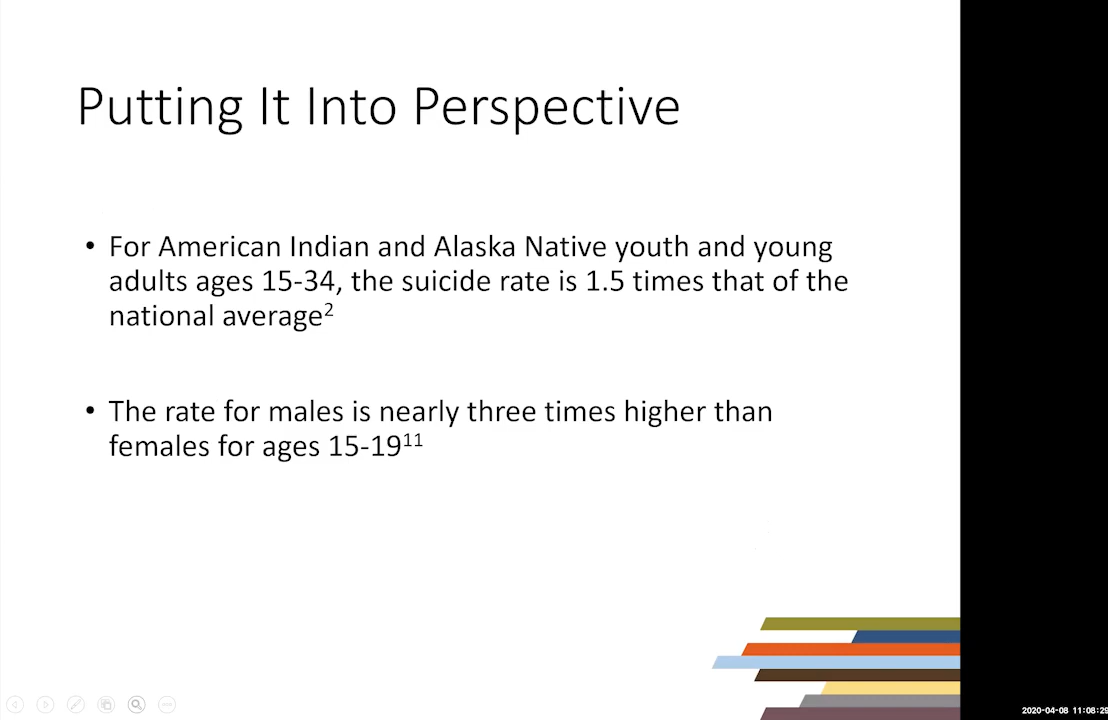 Putting It Into Perspective
• For American Indian and Alaska Native youth and young
adults ages 15-34, the suicide rate is 1.5 times that of the
national average²
• The rate for males is nearly three times higher than
females for ages 15-19¹¹
2020-04-08 11:08:29